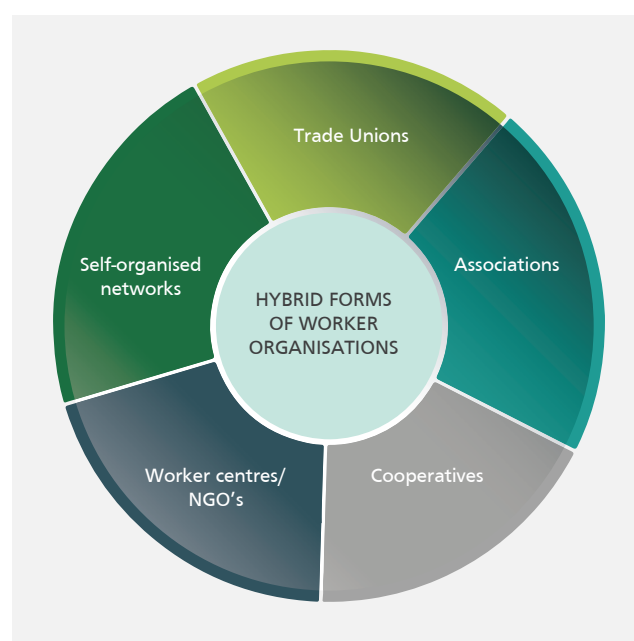 Trade Unions
Associations
Cooperatives
Worker centres/
NGO's
Self-organised
networks
HYBRID FORMS
OF WORKER
ORGANISATIONS